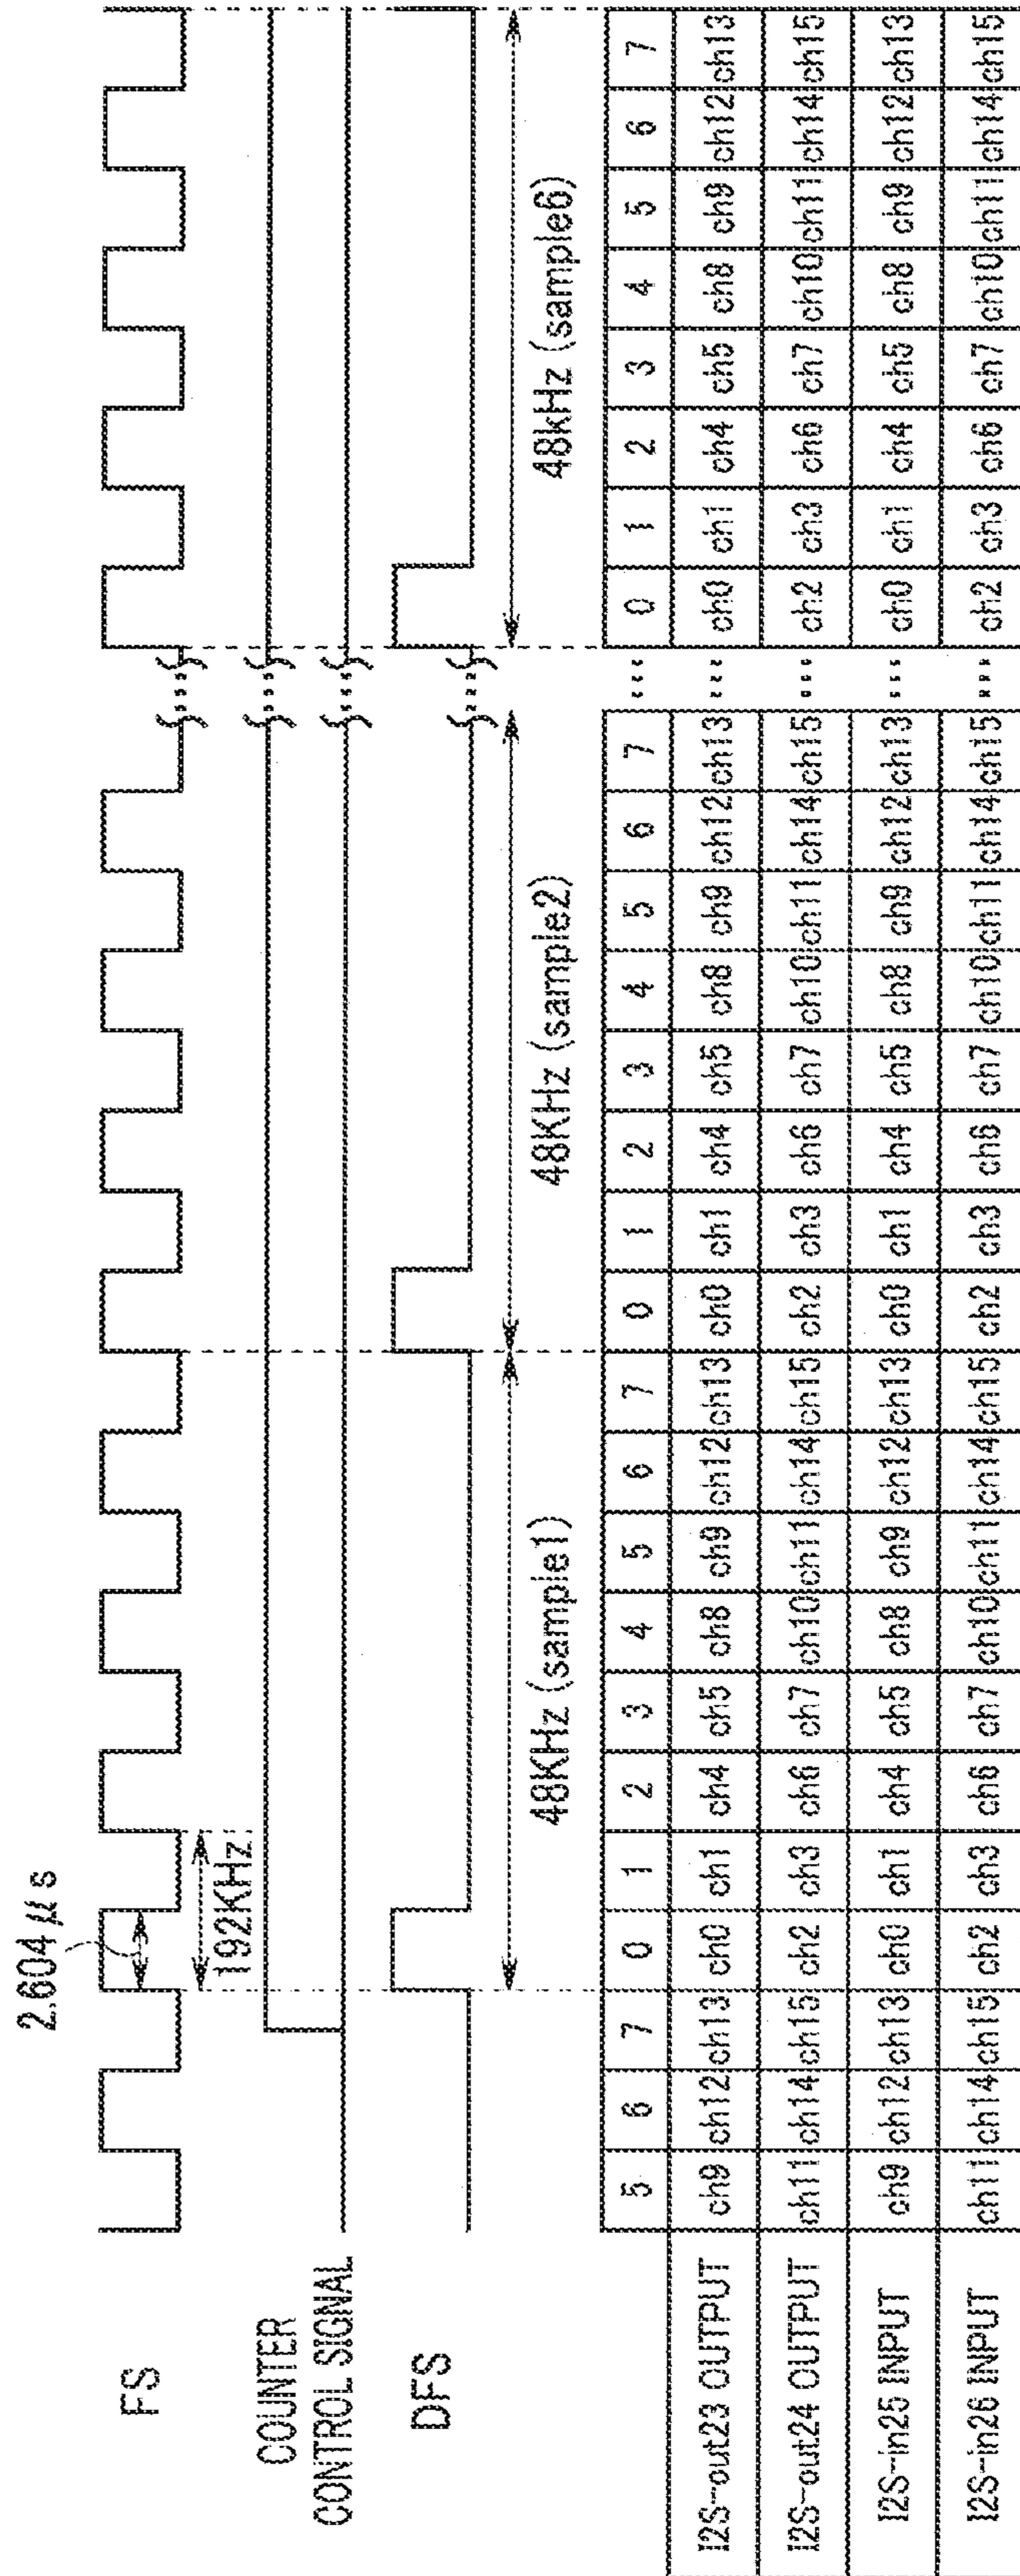 2.604 μs
FS
192KHz
COUNTER
CONTROL SIGNAL
DFS
48KHz (sample1) 48KHz (sample2) 48kHz (sample6)
5 6 7 0 1 2 3 4 5 6 7 0 1 2 3 4 5 6 7 ... 0 1 2 3 4 5 6 7
I2S-out23 OUTPUT ch9 ch12 ch13 ch0 ch1 ch4 ch5 ch8 ch9 ch12 ch13 ch0 ch1 ch4 ch5 ch8 ch9 ch12 ch13 ... ch0 ch1 ch4 ch5 ch8 ch9 ch12 ch13
I2S-out24 OUTPUT ch11 ch14 ch15 ch2 ch3 ch6 ch7 ch10 ch11 ch14 ch15 ch2 ch3 ch6 ch7 ch10 ch11 ch14 ch15 ... ch2 ch3 ch6 ch7 ch10 ch11 ch14 ch15
I2S-in25 INPUT ch9 ch12 ch13 ch0 ch1 ch4 ch5 ch8 ch9 ch12 ch13 ch0 ch1 ch4 ch5 ch8 ch9 ch12 ch13 ... ch0 ch1 ch4 ch5 ch8 ch9 ch12 ch13
I2S-in26 INPUT ch11 ch14 ch15 ch2 ch3 ch6 ch7 ch10 ch11 ch14 ch15 ch2 ch3 ch6 ch7 ch10 ch11 ch14 ch15 ... ch2 ch3 ch6 ch7 ch10 ch11 ch14 ch15